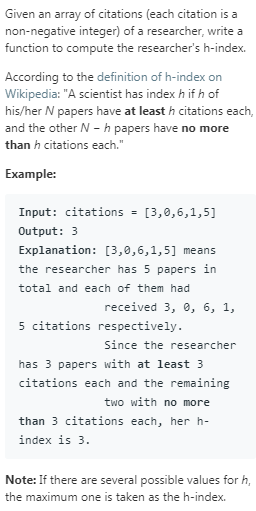 Given an array of citations (each citation is a
non-negative integer) of a researcher, write a
function to compute the researcher's h-index.
According to the definition of h-index on
Wikipedia: "A scientist has index h if h of
his/her N papers have at least h citations each,
and the other N − h papers have no more
than h citations each."
Example:
Input: citations = [3,0,6,1,5]
Output: 3
Explanation: [3,0,6,1,5] means
the researcher has 5 papers in
total and each of them had
received 3, 0, 6, 1,
5 citations respectively.
Since the researcher
has 3 papers with at least 3
citations each and the remaining
two with no more
than 3 citations each, her h-
index is 3.
Note: If there are several possible values for h,
the maximum one is taken as the h-index.